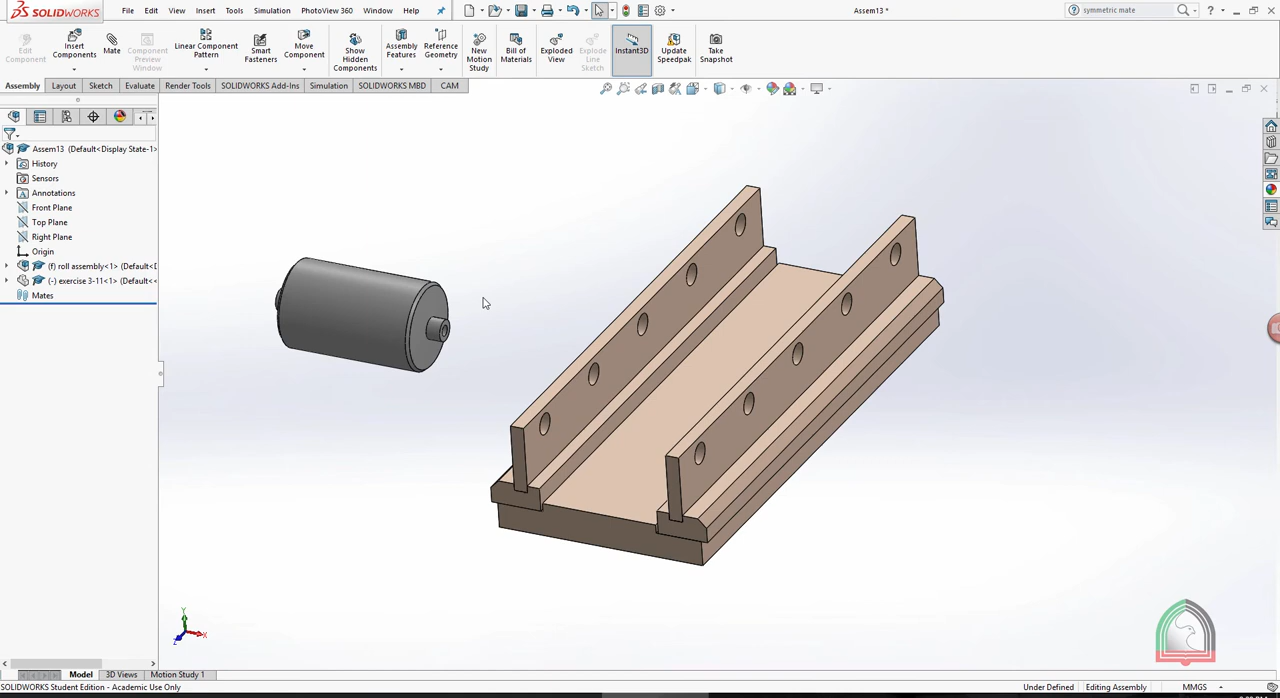 SOLIDWORKS
File Edit View Insert Tools Simulation PhotoView 360 Window Help
Assem13 *
symmetric mate
Edit Component
Insert Components
Mate
Component Preview Window
Linear Component Pattern
Smart Fasteners
Move Component
Show Hidden Components
Assembly Features
Reference Geometry
New Motion Study
Bill of Materials
Exploded View
Explode Line Sketch
Instant3D
Update Speedpak
Take Snapshot
Assembly Layout Sketch Evaluate Render Tools SOLIDWORKS Add-Ins Simulation SOLIDWORKS MBD CAM
Assem13 (Default<Display State-1>
History
Sensors
Annotations
Front Plane
Top Plane
Right Plane
Origin
(f) roll assembly<1> (Default<D
(-) exercise 3-11<1> (Default<<
Mates
Y
X
Z
Model 3D Views Motion Study 1
SOLIDWORKS Student Edition - Academic Use Only
Under Defined Editing Assembly MMGS